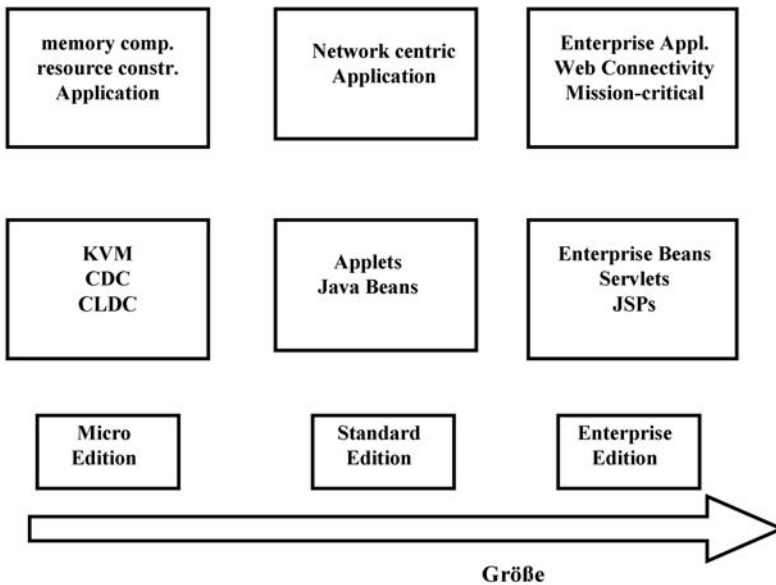 memory comp.
resource constr.
Application
Network centric
Application
Enterprise Appl.
Web Connectivity
Mission-critical
KVM
CDC
CLDC
Applets
Java Beans
Enterprise Beans
Servlets
JSPs
Micro
Edition
Standard
Edition
Enterprise
Edition
Größe